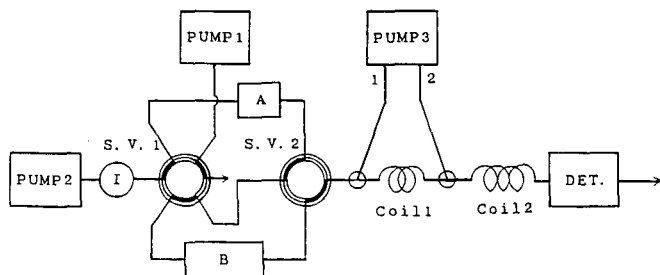 PUMP1
PUMP3
1 2
A
S. V. 1
S. V. 2
PUMP2
I
DET.
Coil1
Coil2
B